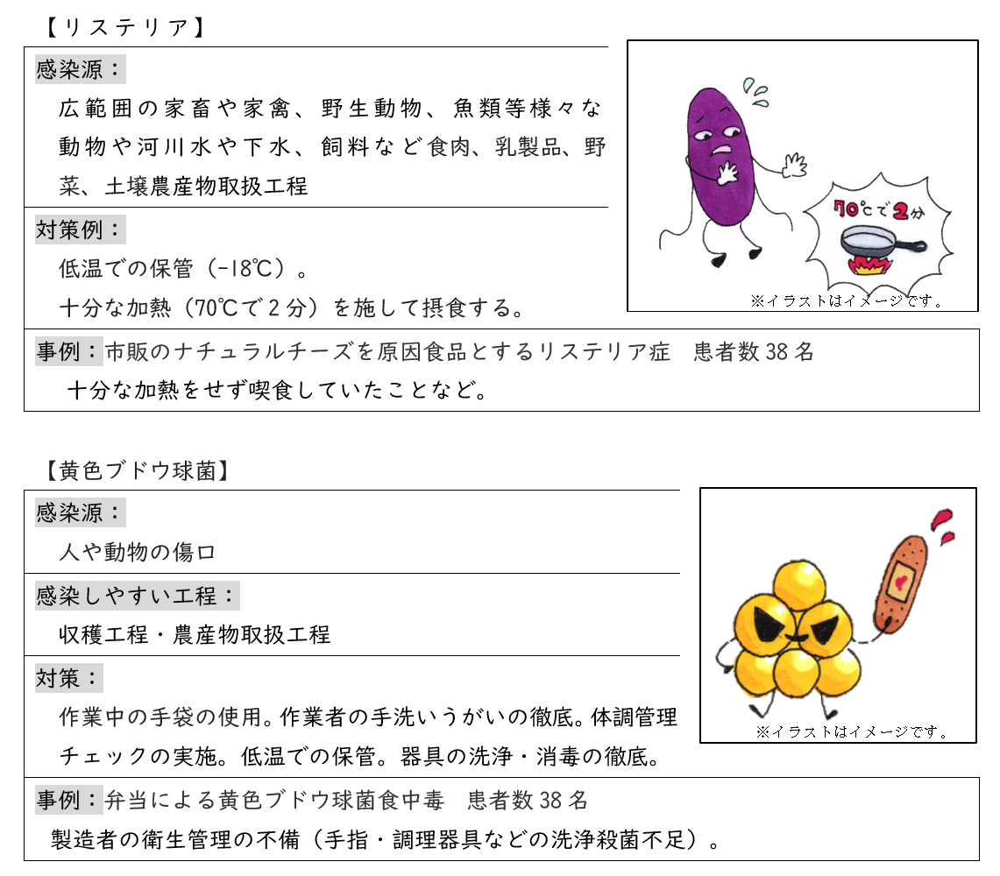 【リステリア】
感染源：
広範囲の家畜や家禽、野生動物、魚類等様々な
動物や河川水や下水、飼料など食肉、乳製品、野
菜、土壌農産物取扱工程
対策例：
低温での保管（-18℃）。
十分な加熱（70℃で2分）を施して摂食する。
70℃で2分
※イラストはイメージです。
事例：市販のナチュラルチーズを原因食品とするリステリア症　患者数38名
十分な加熱をせず喫食していたことなど。
【黄色ブドウ球菌】
感染源：
人や動物の傷口
感染しやすい工程：
収穫工程・農産物取扱工程
対策：
作業中の手袋の使用。作業者の手洗いうがいの徹底。体調管理
チェックの実施。低温での保管。器具の洗浄・消毒の徹底。
※イラストはイメージです。
事例：弁当による黄色ブドウ球菌食中毒　患者数38名
製造者の衛生管理の不備（手指・調理器具などの洗浄殺菌不足）。